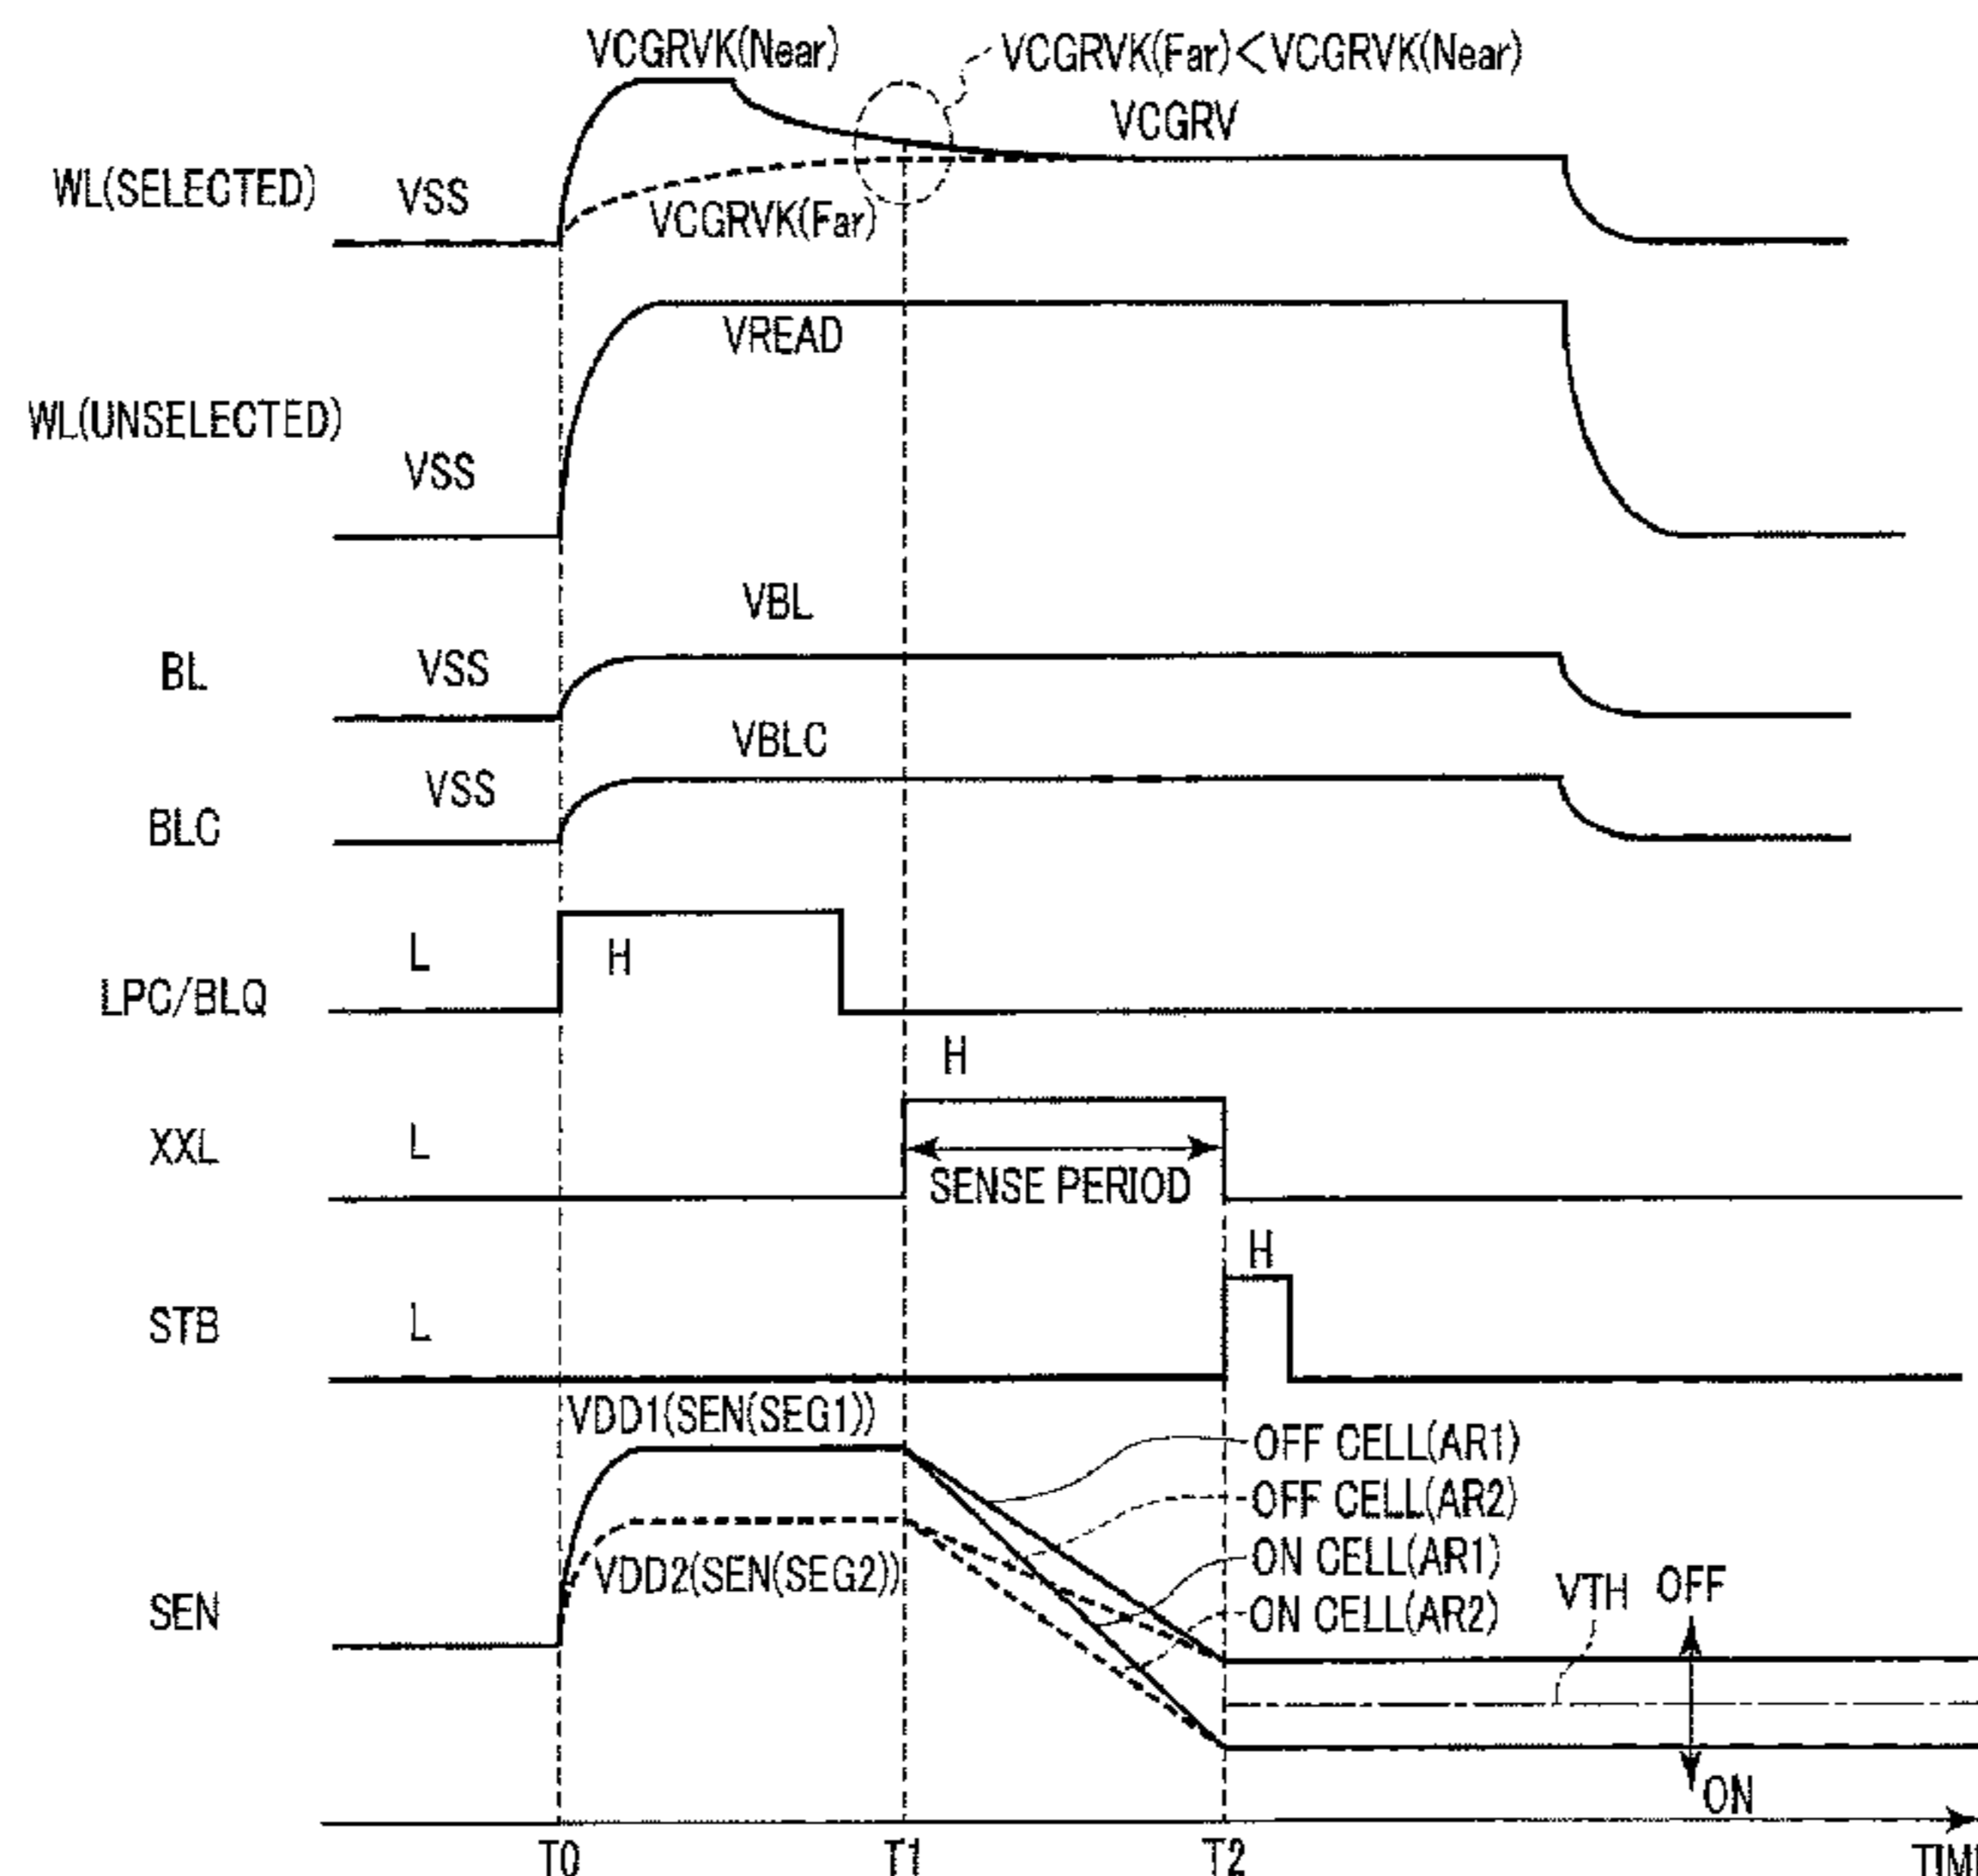 VCGRVK(Near)
VCGRVK(Far)<VCGRVK(Near)
VCGRV
WL(SELECTED)
VSS
VCGRVK(Far)
VREAD
WL(UNSELECTED)
VSS
VBL
BL
VSS
VBLC
VSS
BLC
L
H
LPC/BLQ
H
XXL
L
SENSE PERIOD
H
STB
L
VDD1(SEN(SEG1))
OFF CELL(AR1)
OFF CELL(AR2)
VDD2(SEN(SEG2))
ON CELL(AR1)
ON CELL(AR2)
VTH
OFF
SEN
ON
T0
T1
T2